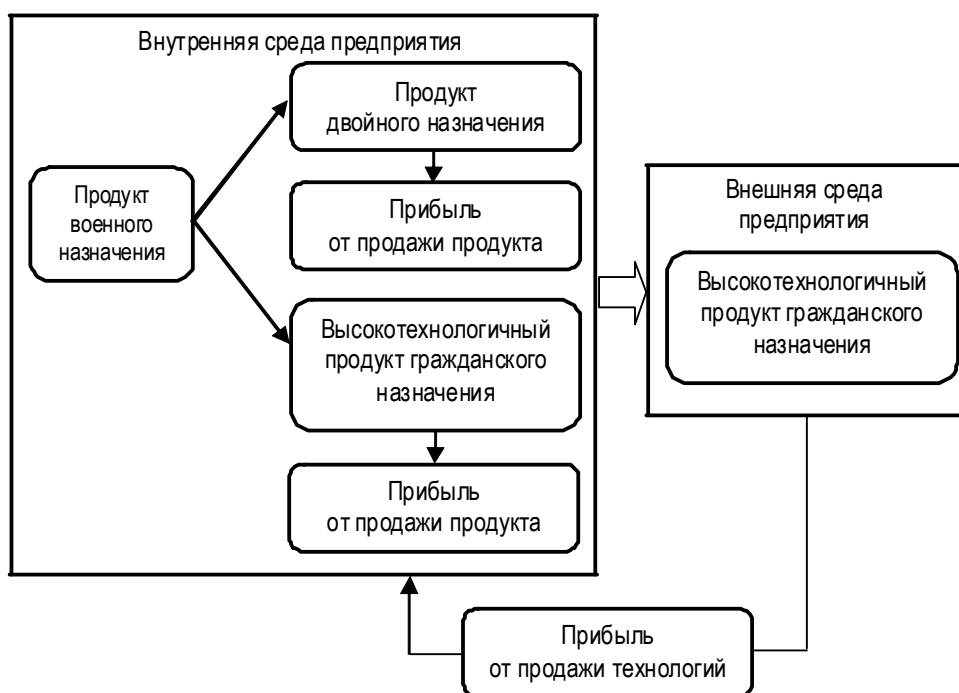 Внутренняя среда предприятия
Продукт
двойного назначения
Продукт
военного
назначения
Прибыль
от продажи продукта
Высокотехнологичный
продукт гражданского
назначения
Прибыль
от продажи продукта
Внешняя среда
предприятия
Высокотехнологичный
продукт гражданского
назначения
Прибыль
от продажи технологий